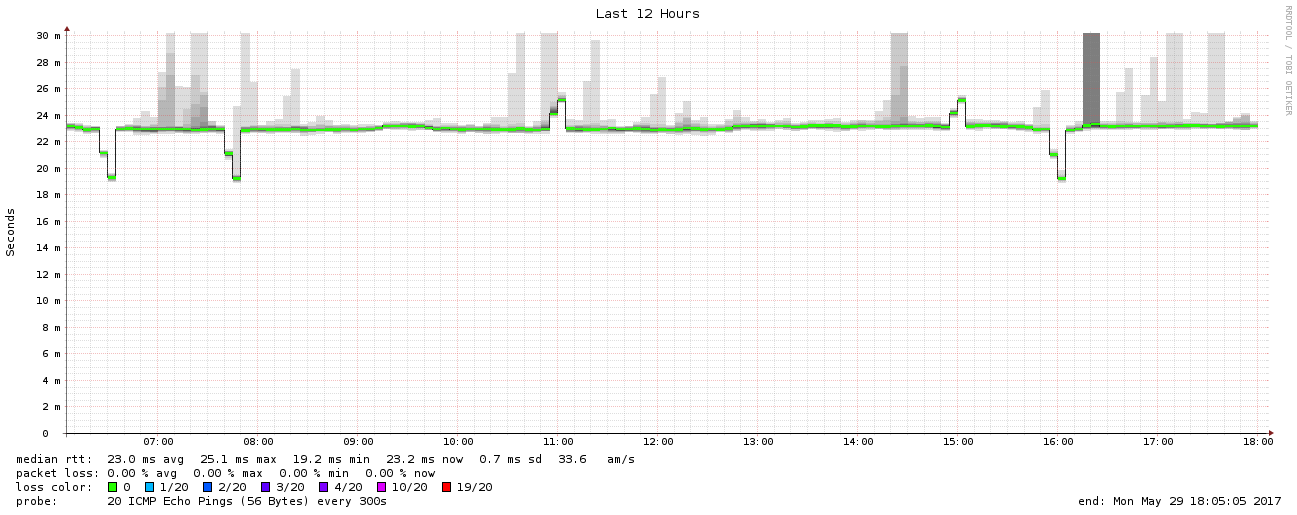 Last 12 Hours
RRDTOOL / TOBI OETIKER
30 m
28 m
26 m
24 m
22 m
20 m
18 m
16 m
14 m
12 m
10 m
8 m
6 m
4 m
2 m
0
Seconds
07:00 08:00 09:00 10:00 11:00 12:00 13:00 14:00 15:00 16:00 17:00 18:00
median rtt: 23.0 ms avg 25.1 ms max 19.2 ms min 23.2 ms now 0.7 ms sd 33.6 am/s
packet loss: 0.00 % avg 0.00 % max 0.00 % min 0.00 % now
loss color: 0 1/20 2/20 3/20 4/20 10/20 19/20
probe: 20 ICMP Echo Pings (56 Bytes) every 300s end: Mon May 29 18:05:05 2017